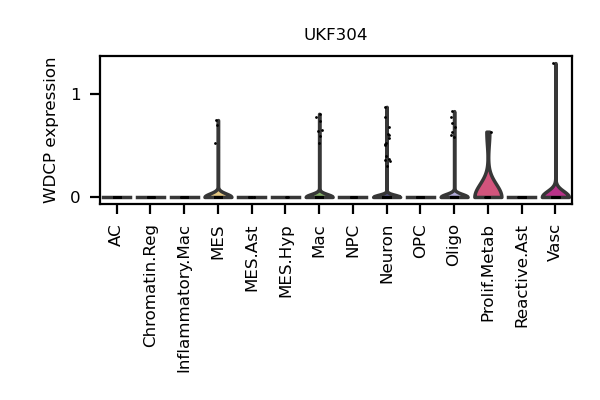 UKF304
WDCP expression
1
0
AC
Chromatin.Reg
Inflammatory.Mac
MES
MES.Ast
MES.Hyp
Mac
NPC
Neuron
OPC
Oligo
Prolif.Metab
Reactive.Ast
Vasc